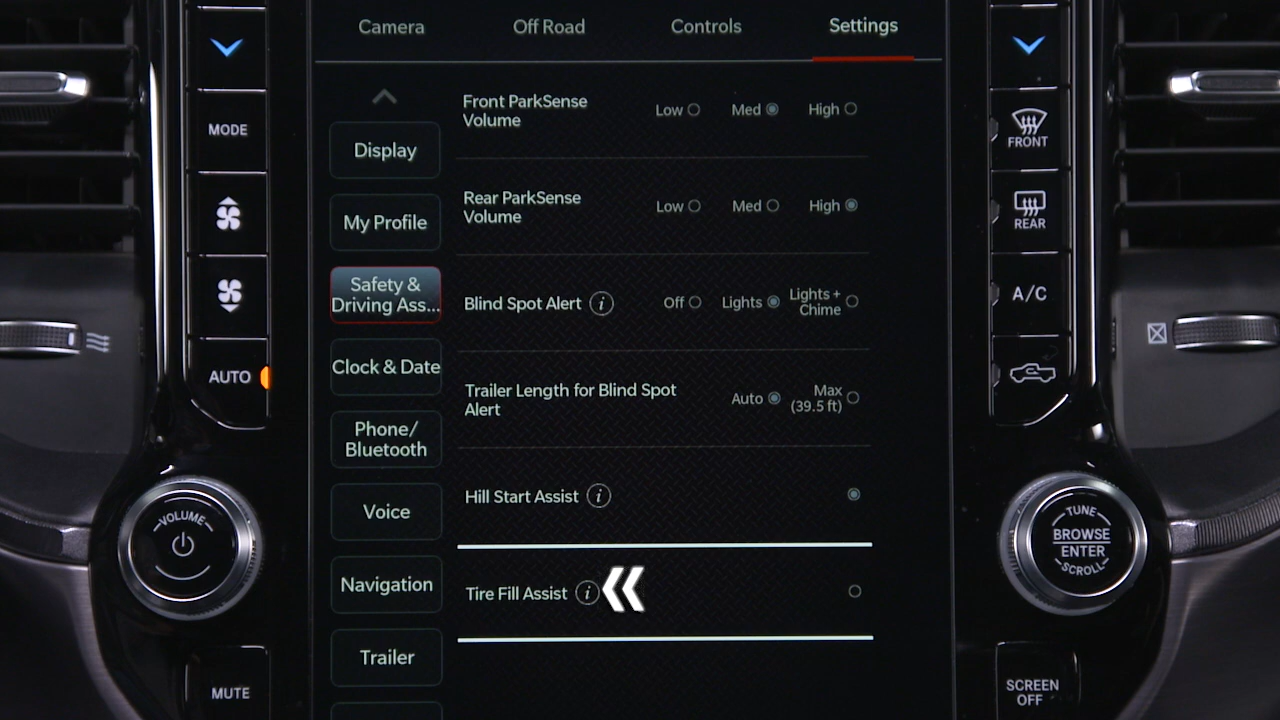 Camera
Off Road
Controls
Settings
MODE
AUTO
VOLUME
MUTE
Display
My Profile
Safety &
Driving Ass...
Clock & Date
Phone/
Bluetooth
Voice
Navigation
Trailer
Front ParkSense
Volume
Low
Med
High
Rear ParkSense
Volume
Low
Med
High
Blind Spot Alert i
Off
Lights
Lights +
Chime
Trailer Length for Blind Spot
Alert
Auto
Max
(39.5 ft)
Hill Start Assist i
Tire Fill Assist i
FRONT
REAR
A/C
TUNE
BROWSE
ENTER
SCROLL
SCREEN
OFF